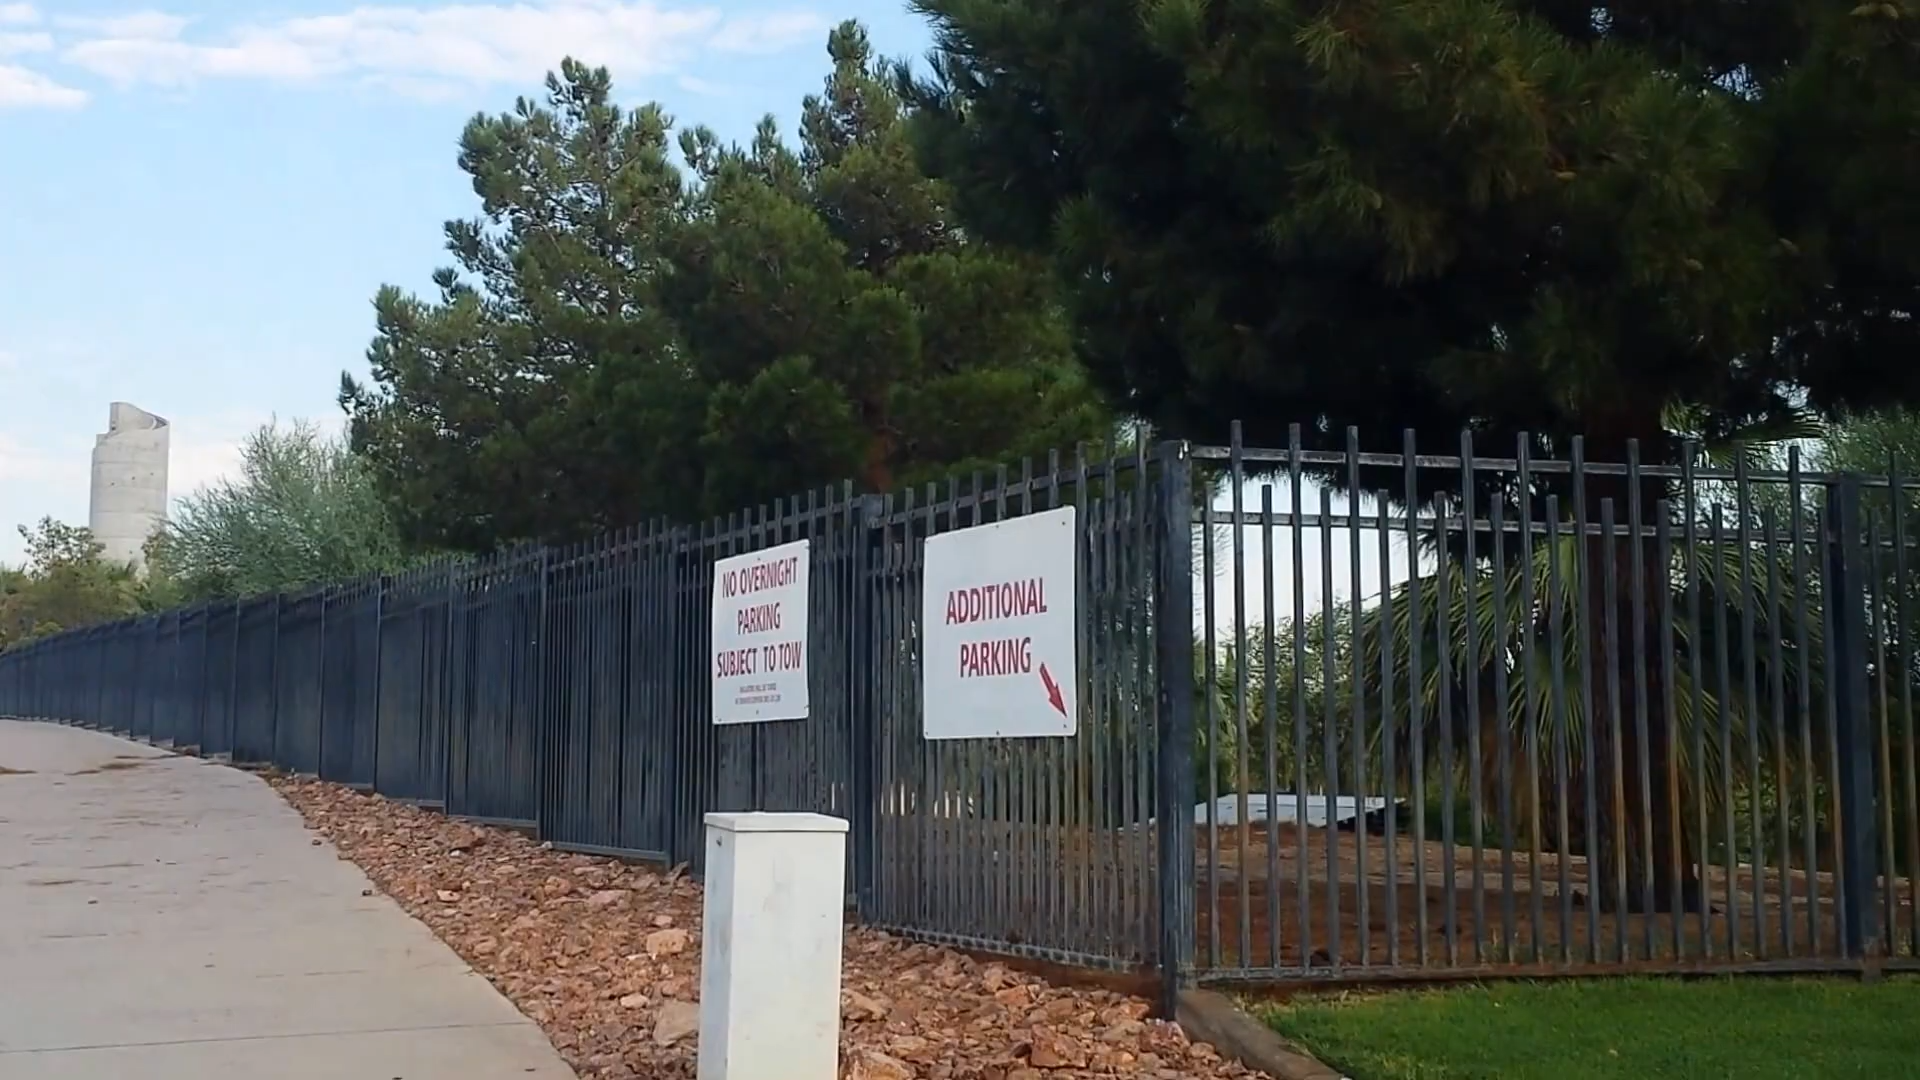 NO OVERNIGHT
PARKING
SUBJECT TO TOW
ADDITIONAL
PARKING